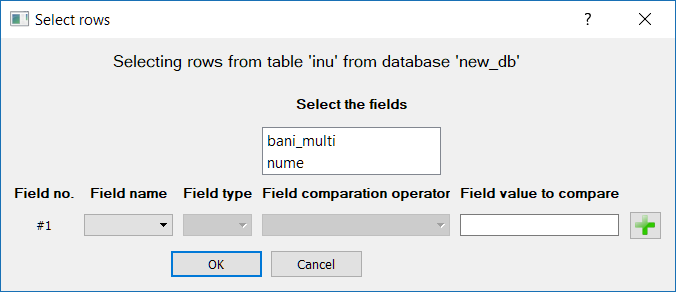 Select rows
?
Selecting rows from table 'inu' from database 'new_db'
Select the fields
bani_multi
nume
Field no. Field name Field type Field comparation operator Field value to compare
#1
OK Cancel